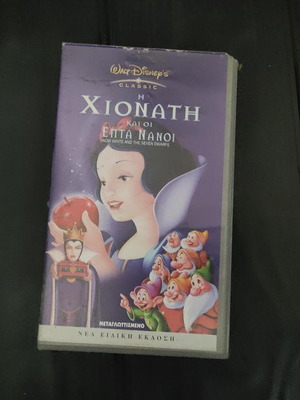 WALT DISNEY'S
CLASSIC
Η
ΧΙΟΝΑΤΗ
ΚΑΙ ΟΙ
ΕΠΤΑ ΝΑΝΟΙ
SNOW WHITE AND THE SEVEN DWARFS
ΜΕΤΑΓΛΩΤΤΙΣΜΕΝΟ
ΝΕΑ ΕΙΔΙΚΗ ΕΚΔΟΣΗ